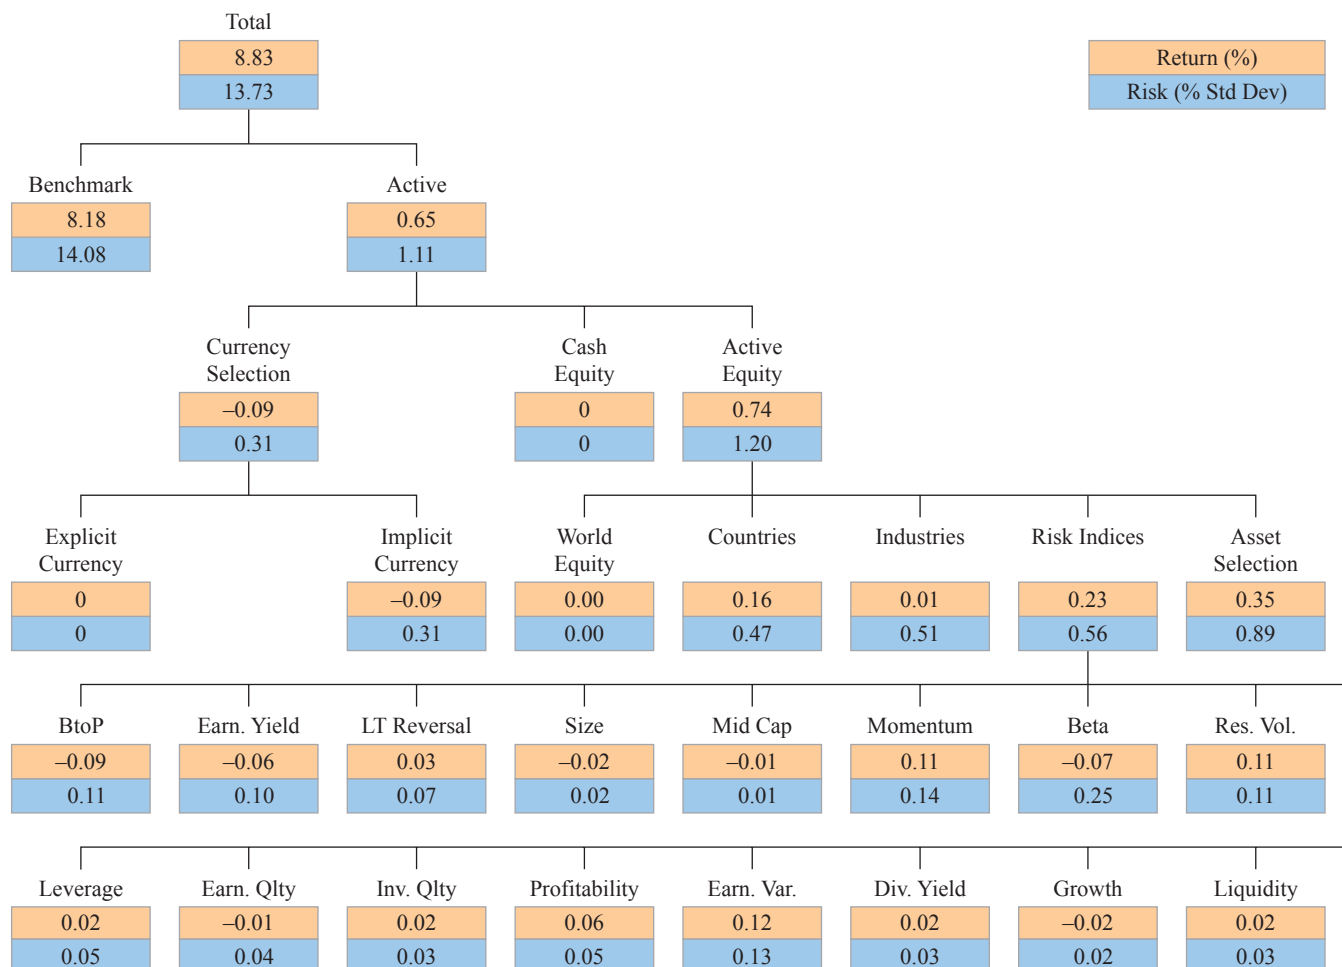 Total
8.83
13.73
Return (%)
Risk (% Std Dev)
Benchmark
8.18
14.08
Active
0.65
1.11
Currency
Selection
–0.09
0.31
Cash
Equity
0
0
Active
Equity
0.74
1.20
Explicit
Currency
0
0
Implicit
Currency
–0.09
0.31
World
Equity
0.00
0.00
Countries
0.16
0.47
Industries
0.01
0.51
Risk Indices
0.23
0.56
Asset
Selection
0.35
0.89
BtoP
–0.09
0.11
Earn. Yield
–0.06
0.10
LT Reversal
0.03
0.07
Size
–0.02
0.02
Mid Cap
–0.01
0.01
Momentum
0.11
0.14
Beta
–0.07
0.25
Res. Vol.
0.11
0.11
Leverage
0.02
0.05
Earn. Qlty
–0.01
0.04
Inv. Qlty
0.02
0.03
Profitability
0.06
0.05
Earn. Var.
0.12
0.13
Div. Yield
0.02
0.03
Growth
–0.02
0.02
Liquidity
0.02
0.03